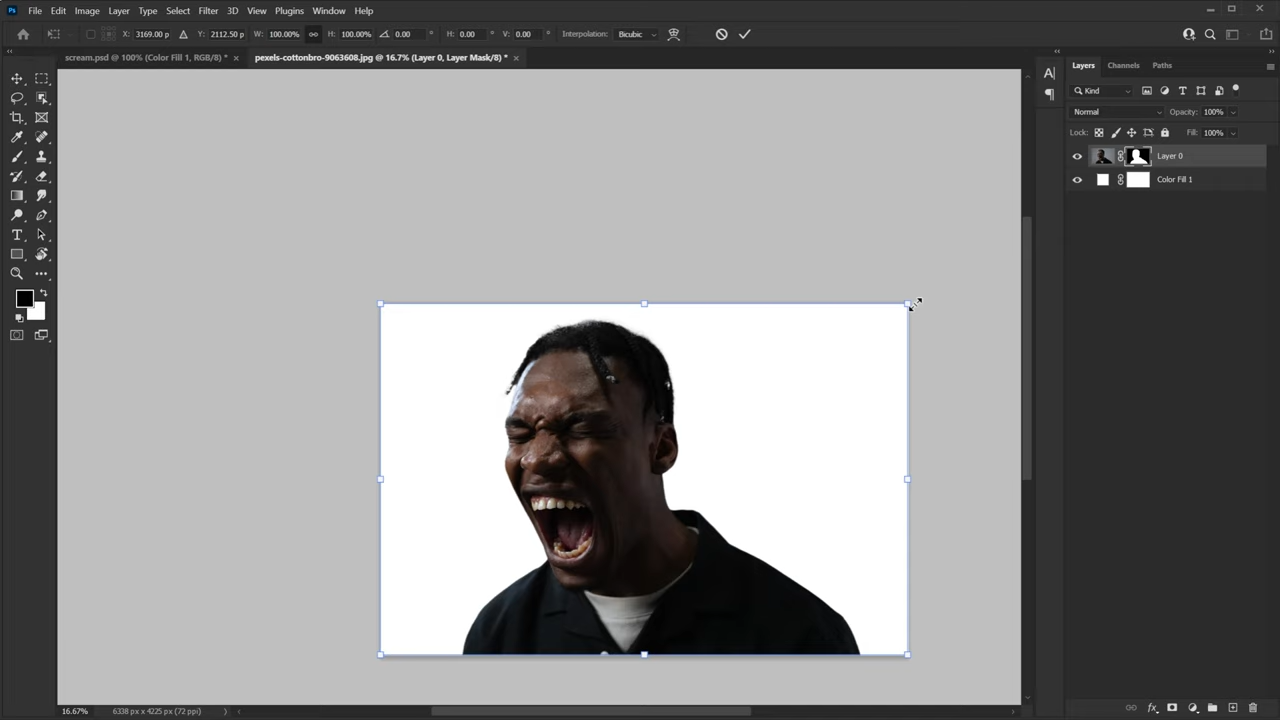 Ps File Edit Image Layer Type Select Filter 3D Plugins View Window Help
X: 3169.00 p Y: 2112.50 p W: 100.00% H: 100.00% 0.00 ° H: 0.00 ° V: 0.00 ° Interpolation: Bicubic
scream.psd @ 100% (Color Fill 1, RGB/8) * × pexels-cottonbro-9063608.jpg @ 16.7% (Layer 0, Layer Mask/8) * ×
Layers Channels Paths
Kind
Normal Opacity: 100%
Lock: Fill: 100%
Layer 0
Color Fill 1
16.67% 6338 px x 4225 px (72 ppi)